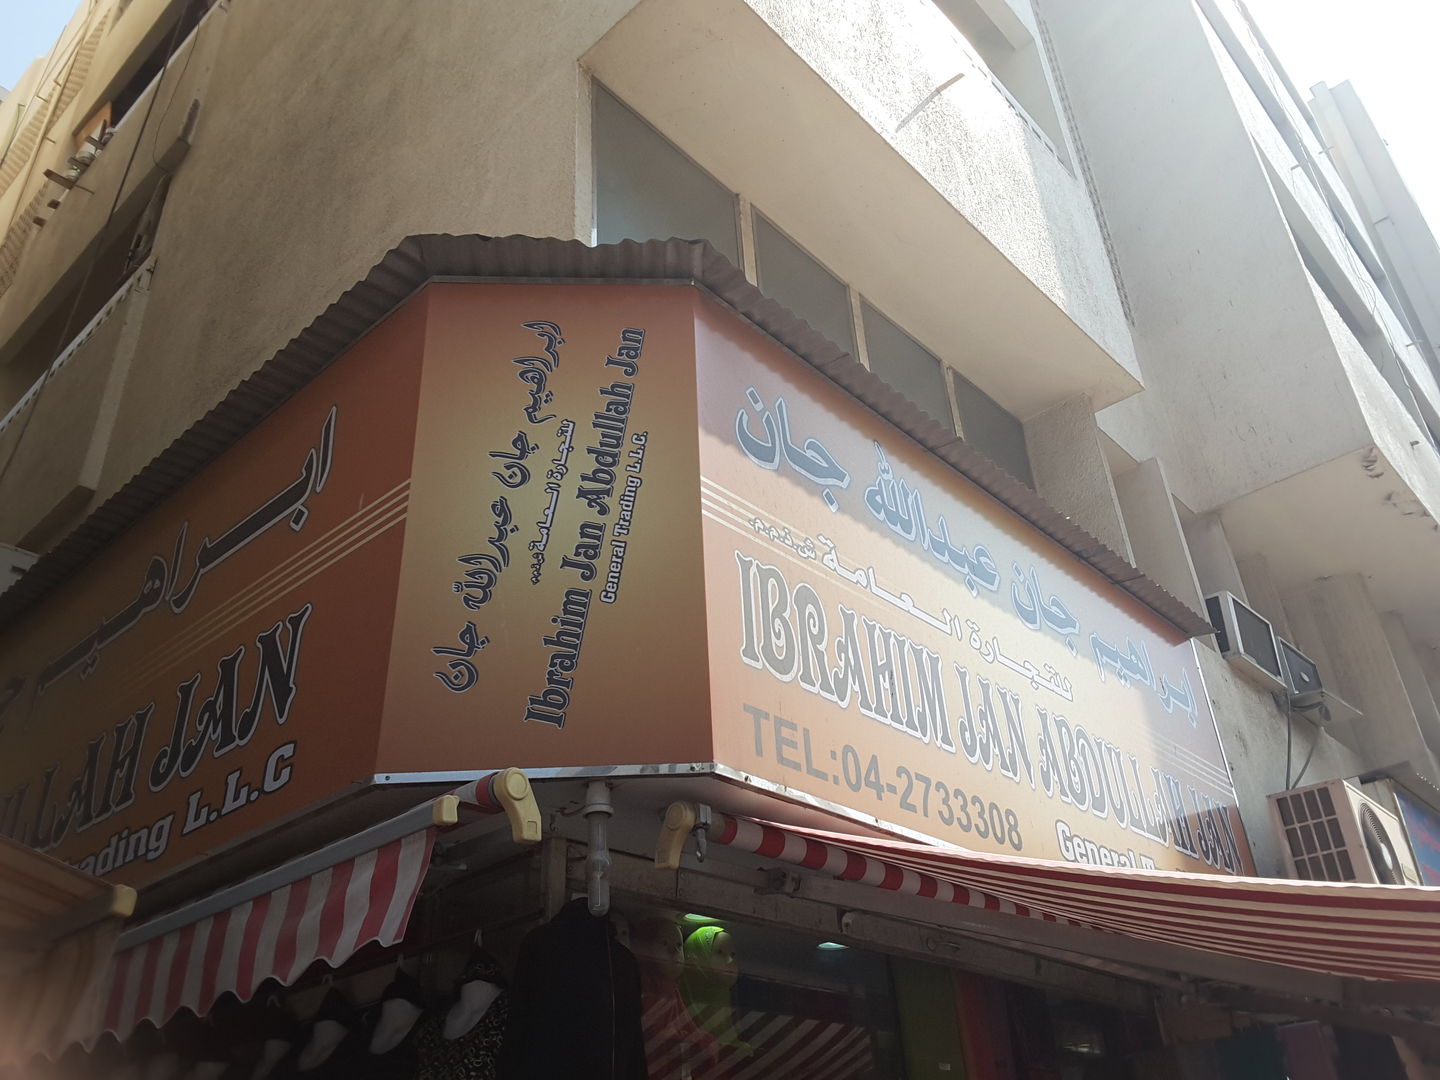 ابراهيم
LLAH JAN
rading L.L.C
ابراهيم جان عبدالله جان
للتجارة العامة ش.ذ.م.م
Ibrahim Jan Abdullah Jan
General Trading L.L.C.
ابراهيم جان عبدالله جان
للتجارة العامة ش.ذ.م.م
IBRAHIM JAN ABDULLAH JAN
TEL:04-2733308
General T